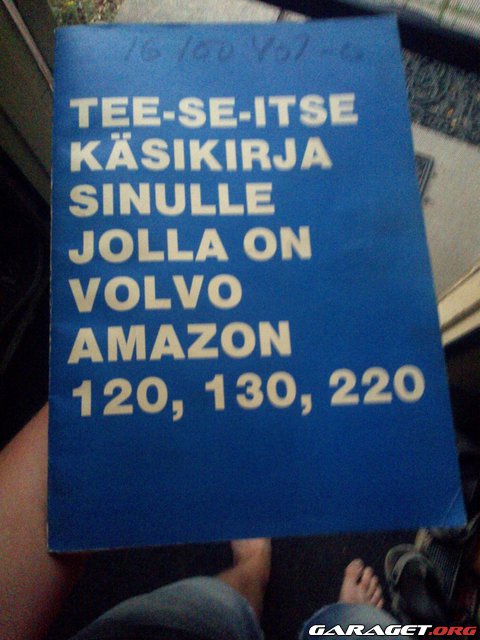 TEE-SE-ITSE
KÄSIKIRJA
SINULLE
JOLLA ON
VOLVO
AMAZON
120, 130, 220
GARAGET.ORG